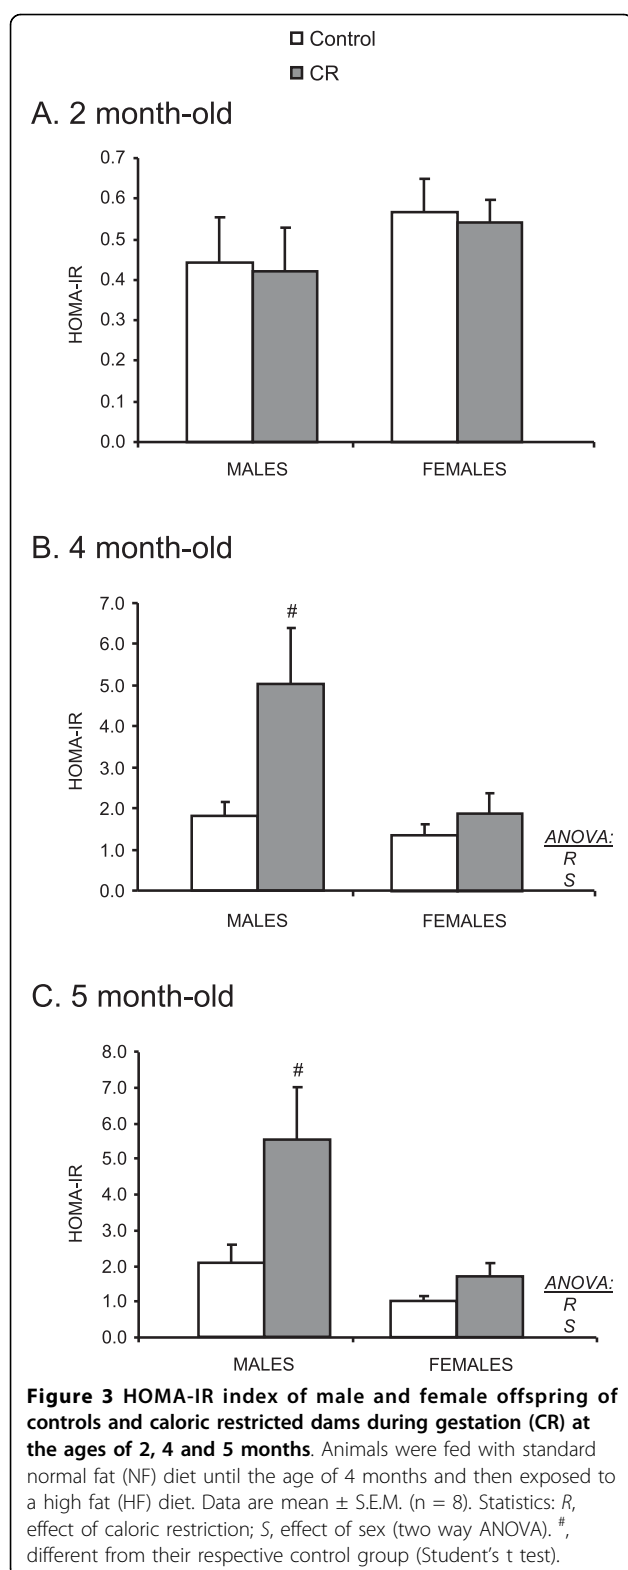 Control
CR
A. 2 month-old
0.7
0.6
0.5
0.4
0.3
0.2
0.1
0.0
HOMA-IR
MALES
FEMALES
B. 4 month-old
#
7.0
6.0
5.0
4.0
3.0
2.0
1.0
0.0
HOMA-IR
ANOVA:
R
S
MALES
FEMALES
C. 5 month-old
#
8.0
7.0
6.0
5.0
4.0
3.0
2.0
1.0
0.0
HOMA-IR
ANOVA:
R
S
MALES
FEMALES
Figure 3 HOMA-IR index of male and female offspring of
controls and caloric restricted dams during gestation (CR) at
the ages of 2, 4 and 5 months. Animals were fed with standard
normal fat (NF) diet until the age of 4 months and then exposed to
a high fat (HF) diet. Data are mean ± S.E.M. (n = 8). Statistics: R,
effect of caloric restriction; S, effect of sex (two way ANOVA). #,
different from their respective control group (Student's t test).